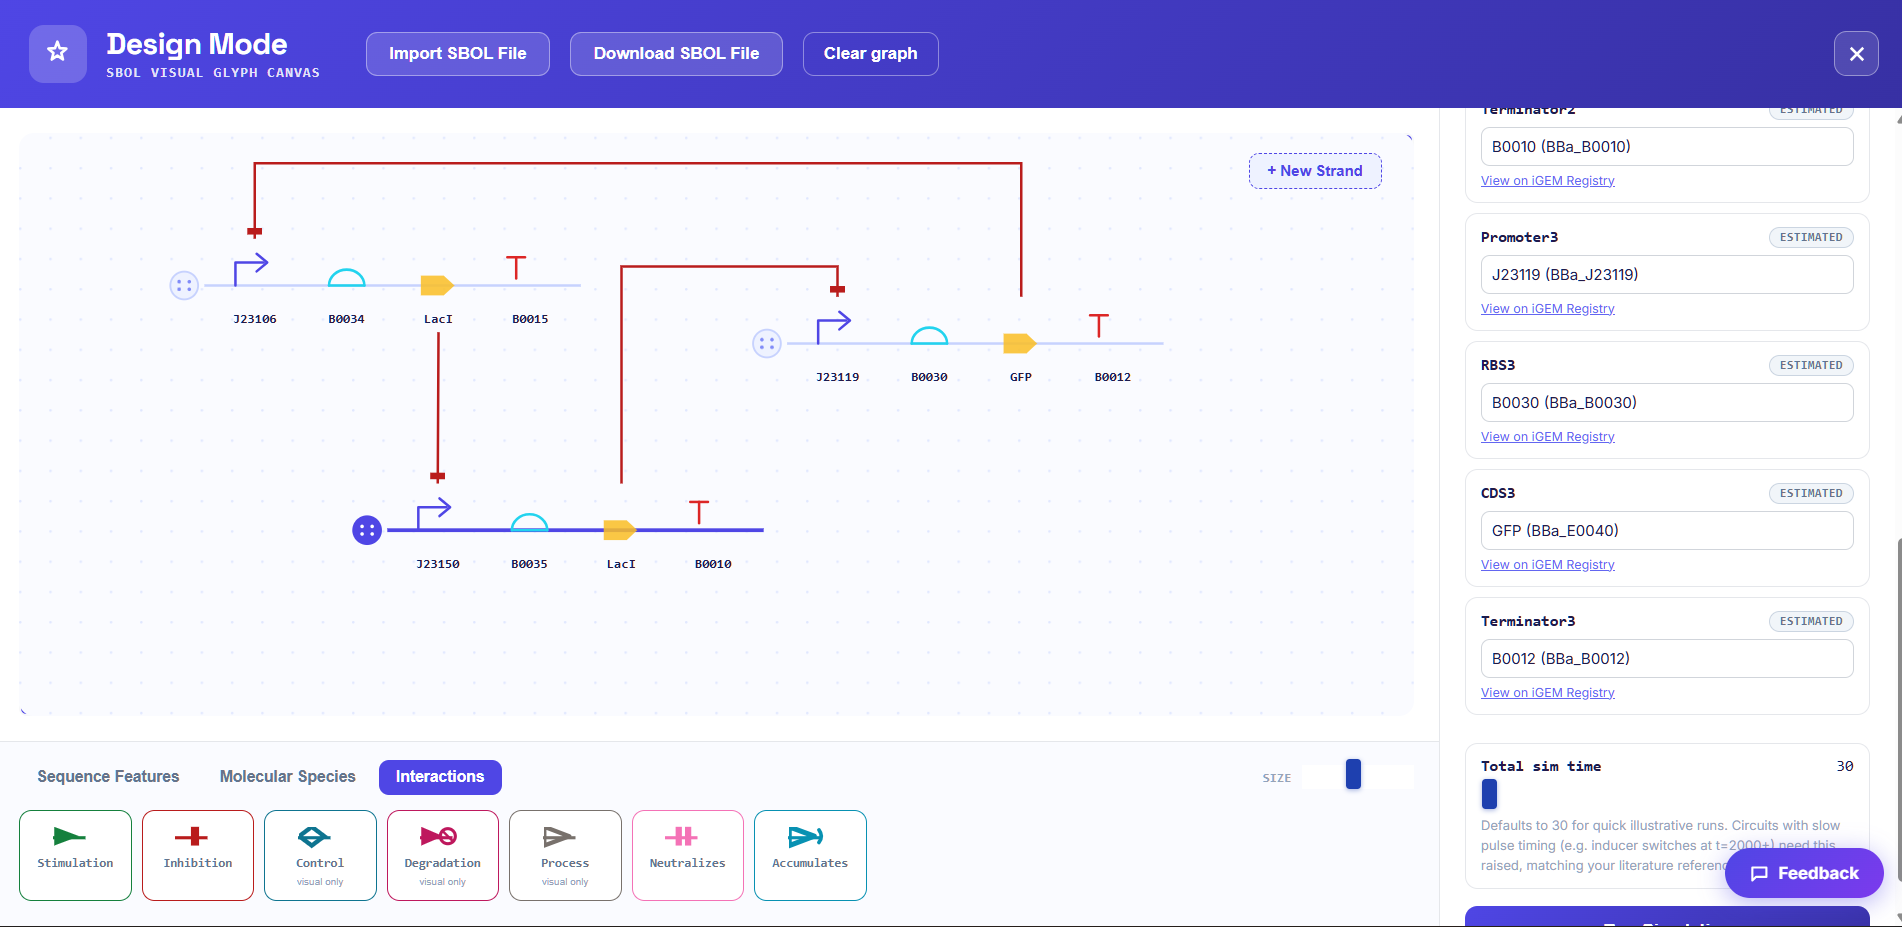 Design Mode
SBOL VISUAL GLYPH CANVAS
Import SBOL File
Download SBOL File
Clear graph
+ New Strand
J23106
B0034
LacI
B0015
J23119
B0030
GFP
B0012
J23150
B0035
LacI
B0010
Sequence Features
Molecular Species
Interactions
SIZE
Stimulation
Inhibition
Control
visual only
Degradation
visual only
Process
visual only
Neutralizes
Accumulates
Terminator2
ESTIMATED
B0010 (BBa_B0010)
View on iGEM Registry
Promoter3
ESTIMATED
J23119 (BBa_J23119)
View on iGEM Registry
RBS3
ESTIMATED
B0030 (BBa_B0030)
View on iGEM Registry
CDS3
ESTIMATED
GFP (BBa_E0040)
View on iGEM Registry
Terminator3
ESTIMATED
B0012 (BBa_B0012)
View on iGEM Registry
Total sim time
30
Defaults to 30 for quick illustrative runs. Circuits with slow
pulse timing (e.g. inducer switches at t=2000+) need this
raised, matching your literature
Feedback